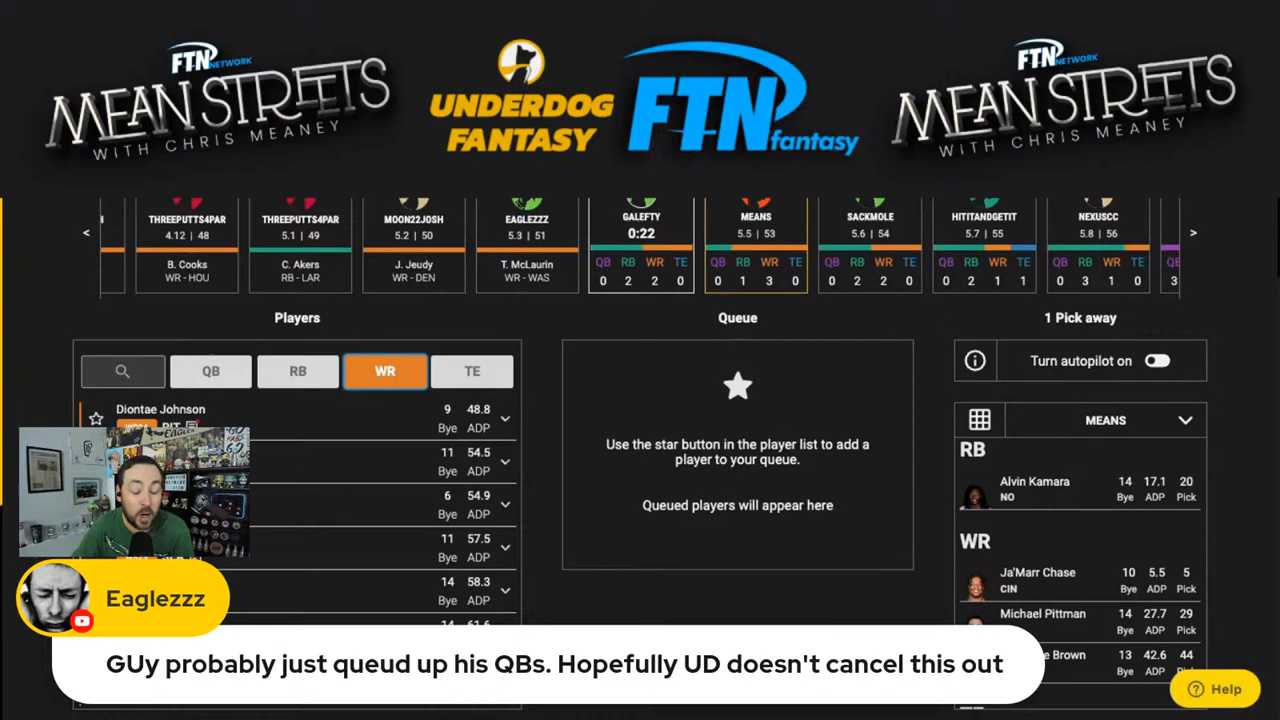 FTN NETWORK
MEAN STREETS
WITH CHRIS MEANEY
UNDERDOG
FANTASY
FTN
fantasy
FTN NETWORK
MEAN STREETS
WITH CHRIS MEANEY
<
THREEPUTTS4PAR
4.12 | 48
B. Cooks
WR - HOU
THREEPUTTS4PAR
5.1 | 49
C. Akers
RB - LAR
MOON22JOSH
5.2 | 50
J. Jeudy
WR - DEN
EAGLEZZZ
5.3 | 51
T. McLaurin
WR - WAS
GALEFTY
0:22
QB RB WR TE
0 2 2 0
MEANS
5.5 | 53
QB RB WR TE
0 1 3 0
SACKMOLE
5.6 | 54
QB RB WR TE
0 2 2 0
HITITANDGETIT
5.7 | 55
QB RB WR TE
0 2 1 1
NEXUSCC
5.8 | 56
QB RB WR TE
0 3 1 0
3
>
Players
QB
RB
WR
TE
Diontae Johnson
PIT
9 48.8
Bye ADP
11 54.5
Bye ADP
6 54.9
Bye ADP
11 57.5
Bye ADP
14 58.3
Bye ADP
Queue
Use the star button in the player list to add a
player to your queue.
Queued players will appear here
1 Pick away
Turn autopilot on
MEANS
RB
Alvin Kamara
NO
14 17.1 20
Bye ADP Pick
WR
Ja'Marr Chase
CIN
10 5.5 5
Bye ADP Pick
Michael Pittman
14 27.7 29
Bye ADP Pick
Brown
13 42.6 44
Bye ADP Pick
Help
Eaglezzz
GUy probably just queud up his QBs. Hopefully UD doesn't cancel this out